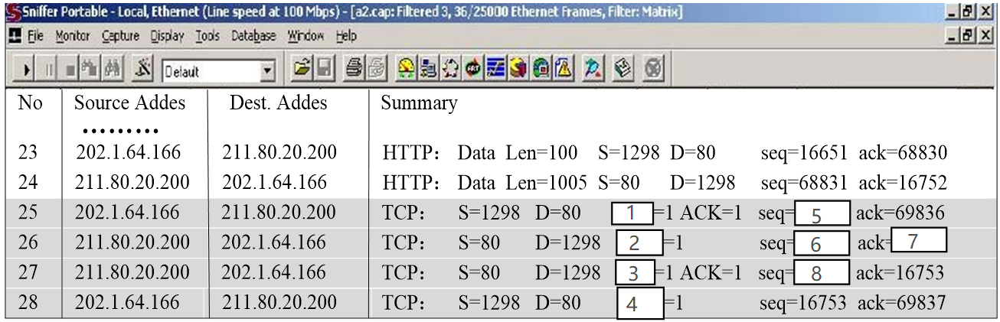 Sniffer Portable - Local, Ethernet (Line speed at 100 Mbps) - [a2.cap: Filtered 3, 36/25000 Ethernet Frames, Filter: Matrix]
File Monitor Capture Display Tools Database Window Help
Default
No Source Addes Dest. Addes Summary
………
23 202.1.64.166 211.80.20.200 HTTP： Data Len=100 S=1298 D=80 seq=16651 ack=68830
24 211.80.20.200 202.1.64.166 HTTP： Data Len=1005 S=80 D=1298 seq=68831 ack=16752
25 202.1.64.166 211.80.20.200 TCP： S=1298 D=80 1 =1 ACK=1 seq= 5 ack=69836
26 211.80.20.200 202.1.64.166 TCP： S=80 D=1298 2 =1 seq= 6 ack= 7
27 211.80.20.200 202.1.64.166 TCP： S=80 D=1298 3 =1 ACK=1 seq= 8 ack=16753
28 202.1.64.166 211.80.20.200 TCP： S=1298 D=80 4 =1 seq=16753 ack=69837